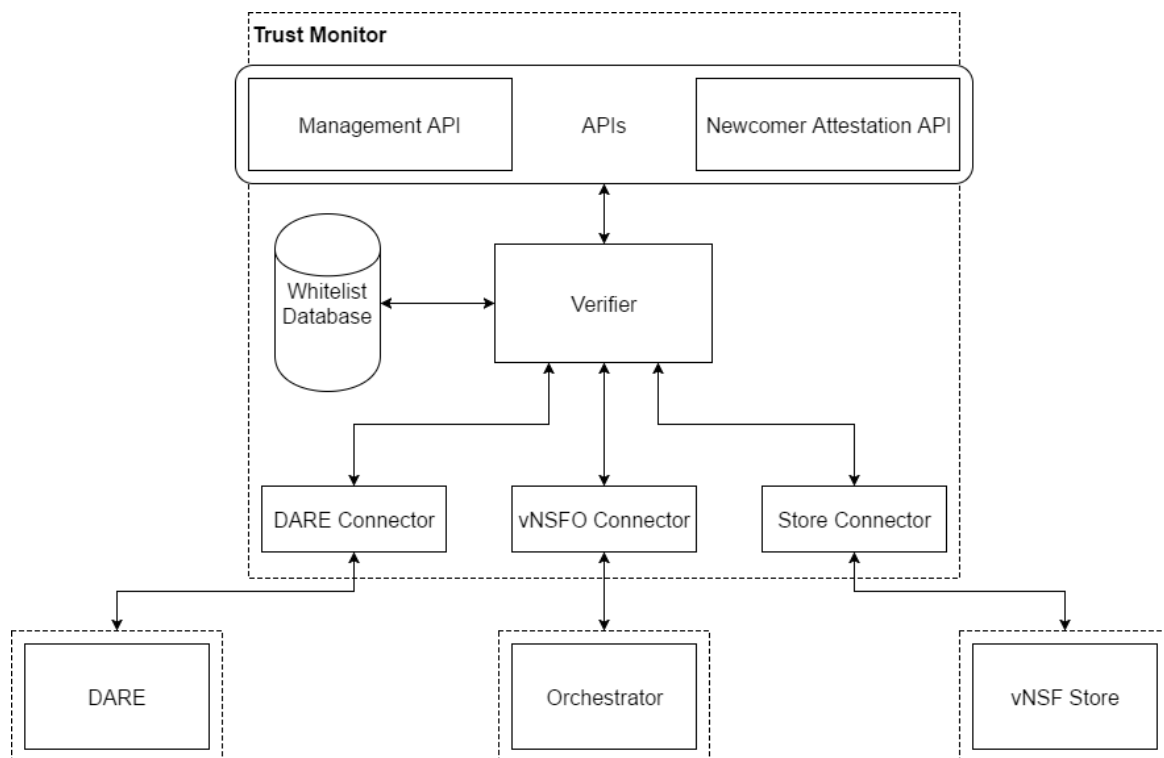 Trust Monitor
Management API
APIs
Newcomer Attestation API
Whitelist
Database
Verifier
DARE Connector
vNSFO Connector
Store Connector
DARE
Orchestrator
vNSF Store